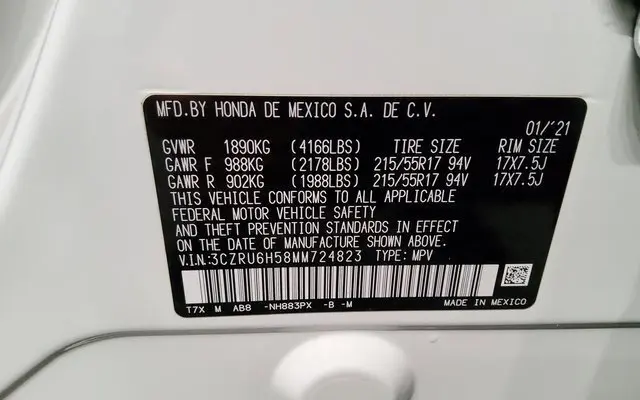 MFD.BY HONDA DE MEXICO S.A. DE C.V.
01/'21
GVWR 1890KG (4166LBS) TIRE SIZE RIM SIZE
GAWR F 988KG (2178LBS) 215/55R17 94V 17X7.5J
GAWR R 902KG (1988LBS) 215/55R17 94V 17X7.5J
THIS VEHICLE CONFORMS TO ALL APPLICABLE
FEDERAL MOTOR VEHICLE SAFETY
AND THEFT PREVENTION STANDARDS IN EFFECT
ON THE DATE OF MANUFACTURE SHOWN ABOVE.
V.I.N:3CZRU6H58MM724823 TYPE: MPV
T7X M AB8 -NH883PX -B -M MADE IN MEXICO